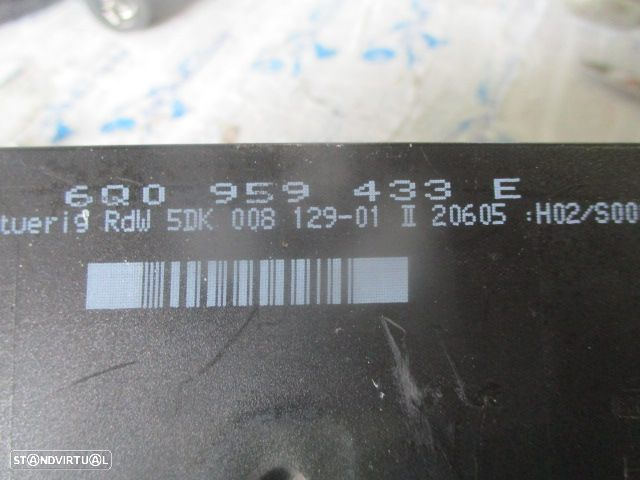 6Q0 959 433 E
tuerig RdW 5DK 008 129-01 II 20605 :H02/S00
STANDVIRTUAL